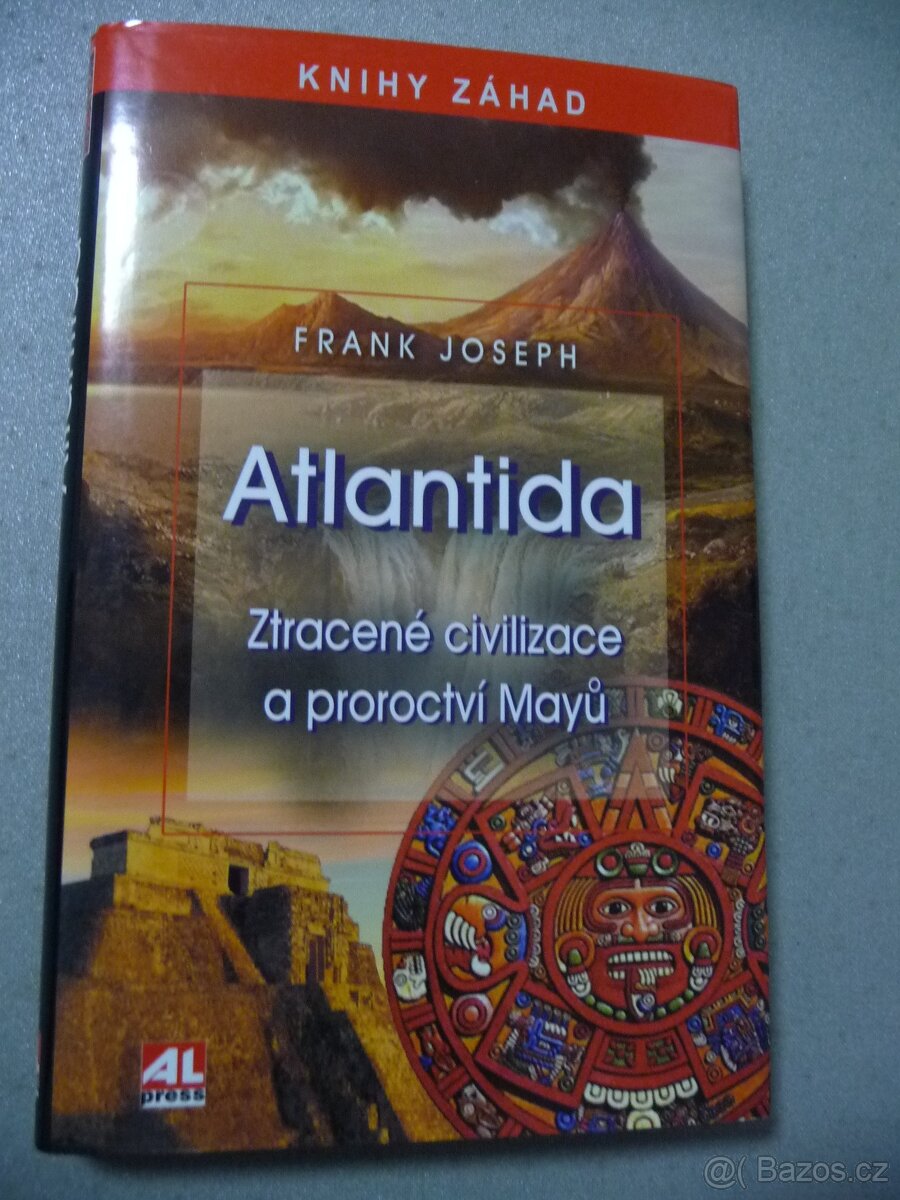 KNIHY ZÁHAD
FRANK JOSEPH
Atlantida
Ztracené civilizace
a proroctví Mayů
AL
press
@( Bazos.cz